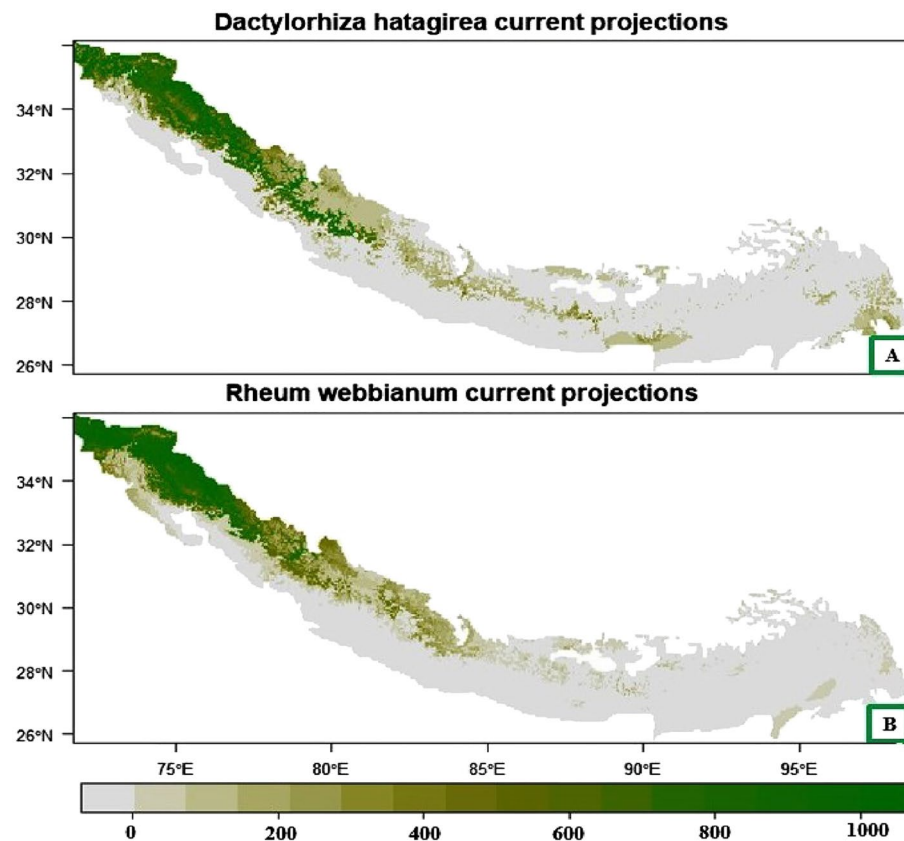 Dactylorhiza hatagirea current projections
34°N
32°N
30°N
28°N
26°N
A
Rheum webbianum current projections
34°N
32°N
30°N
28°N
26°N
B
75°E 80°E 85°E 90°E 95°E
0 200 400 600 800 1000